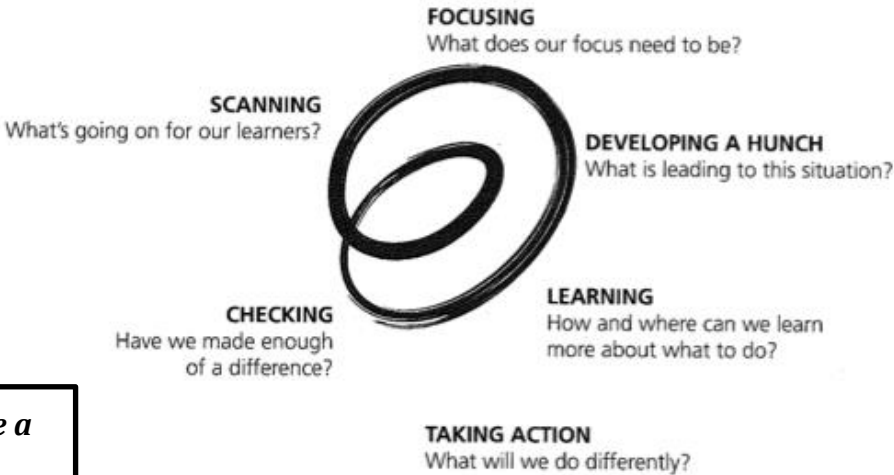 FOCUSING
What does our focus need to be?
SCANNING
What's going on for our learners?
DEVELOPING A HUNCH
What is leading to this situation?
LEARNING
How and where can we learn
more about what to do?
CHECKING
Have we made enough
of a difference?
e a
TAKING ACTION
What will we do differently?